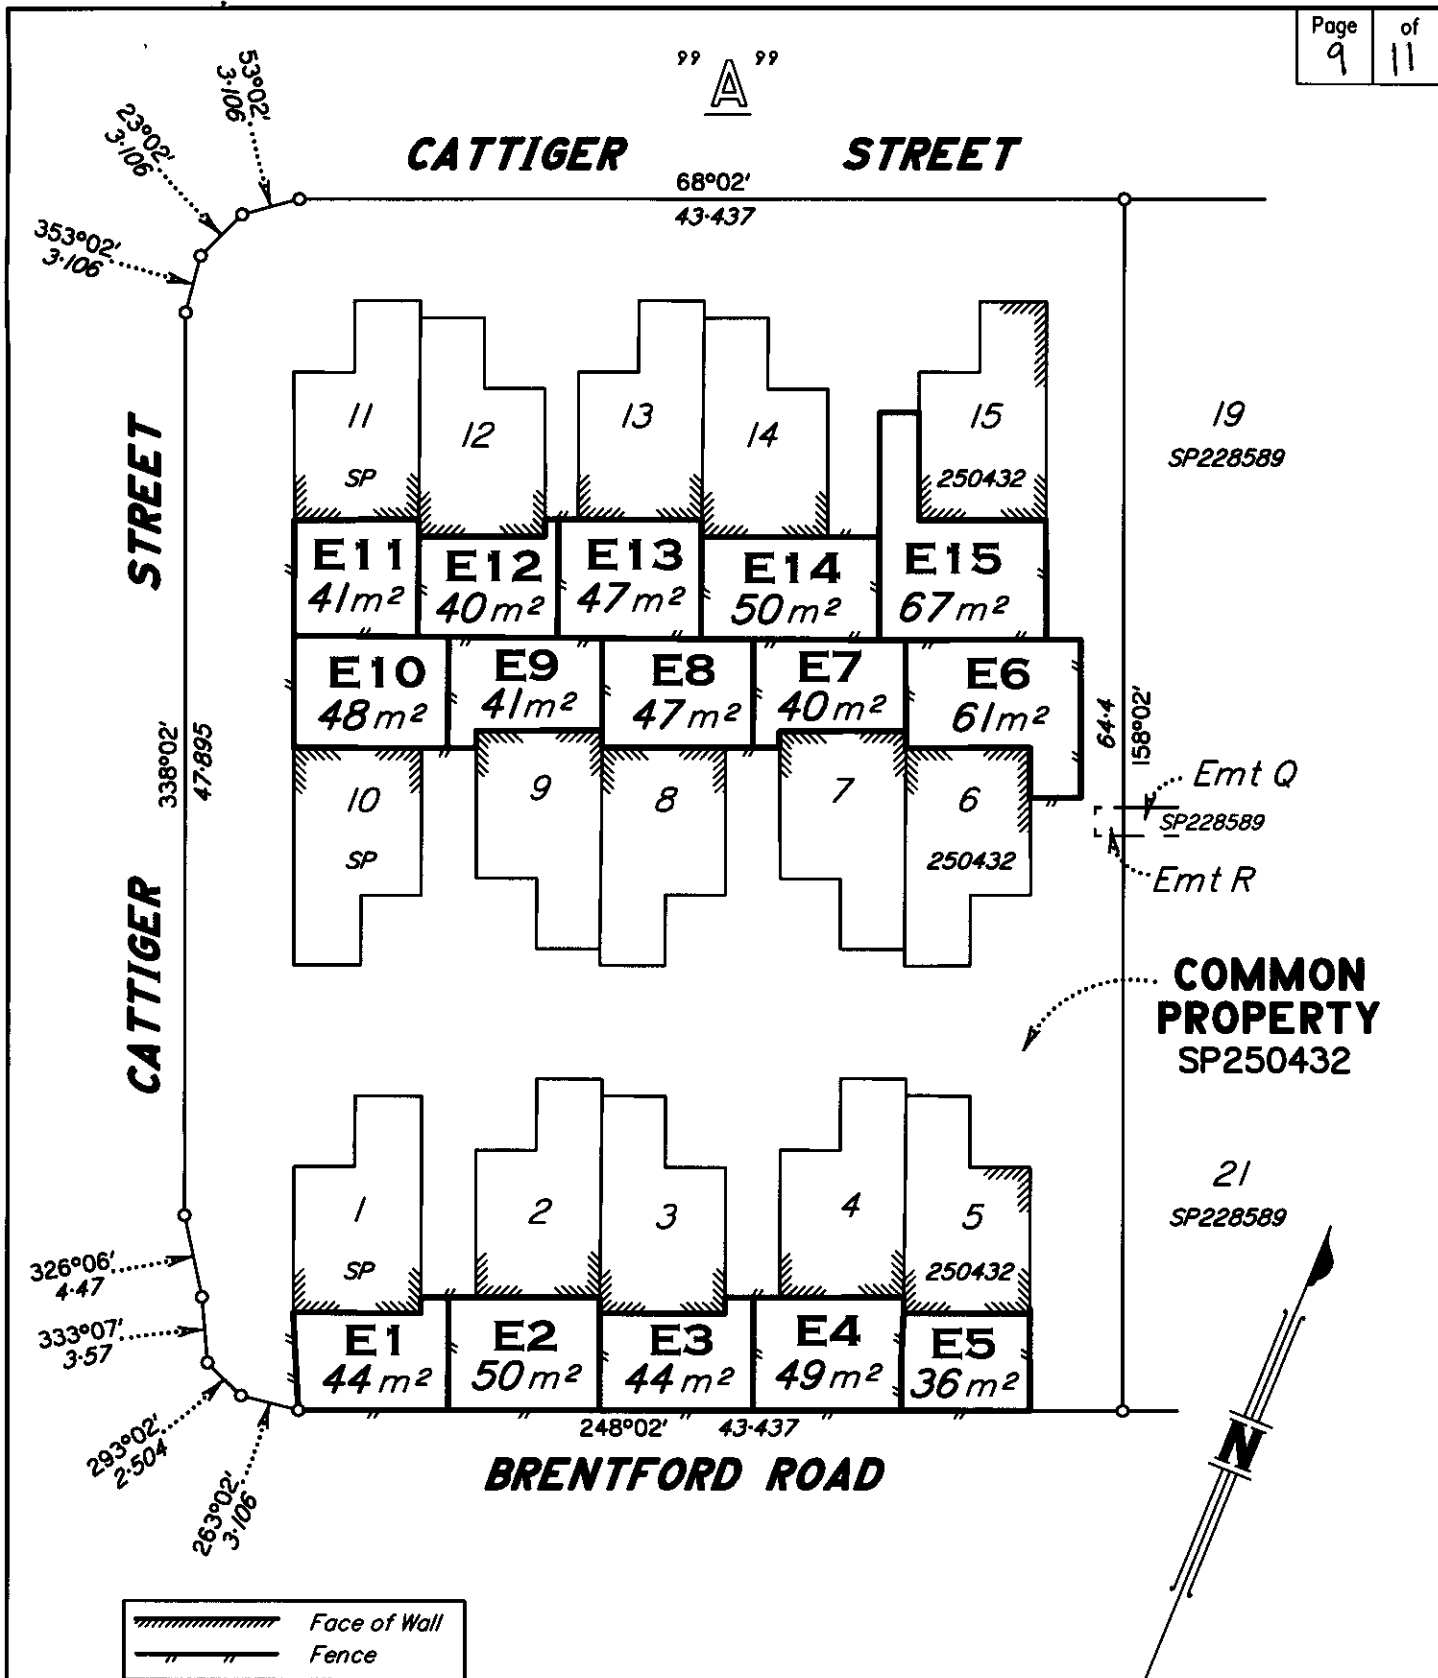 Page of
9 11
"A"
CATTIGER STREET
53°02'
3·106
23°02'
3·106
353°02'
3·106
68°02'
43·437
11
SP
12
13
14
15
250432
19
SP228589
STREET
CATTIGER
E11
41m²
E12
40m²
E13
47m²
E14
50m²
E15
67m²
E10
48m²
E9
41m²
E8
47m²
E7
40m²
E6
61m²
338°02'
47·895
64·4
158°02'
10
SP
9
8
7
6
250432
Emt Q
SP228589
Emt R
COMMON
PROPERTY
SP250432
1
SP
2
3
4
5
250432
21
SP228589
326°06'
4·47
333°07'
3·57
293°02'
2·504
263°02'
3·106
E1
44m²
E2
50m²
E3
44m²
E4
49m²
E5
36m²
248°02' 43·437
BRENTFORD ROAD
N
Face of Wall
Fence